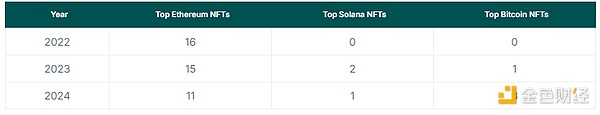 Year Top Ethereum NFTs Top Solana NFTs Top Bitcoin NFTs
2022 16 0 0
2023 15 2 1
2024 11 1
金色财经